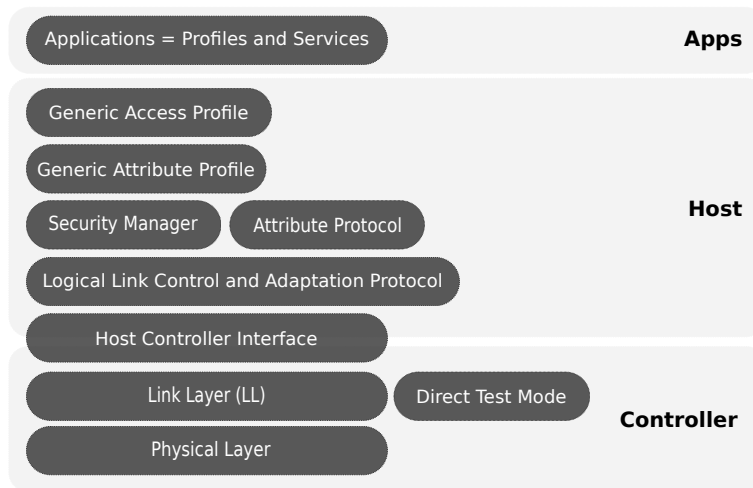 Applications = Profiles and Services
Apps
Generic Access Profile
Generic Attribute Profile
Security Manager
Attribute Protocol
Host
Logical Link Control and Adaptation Protocol
Host Controller Interface
Link Layer (LL)
Direct Test Mode
Controller
Physical Layer